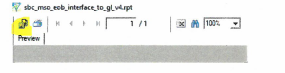 sbc_mso_eob_interface_to_gl_v4.rpt
1 / 1 100%
Preview